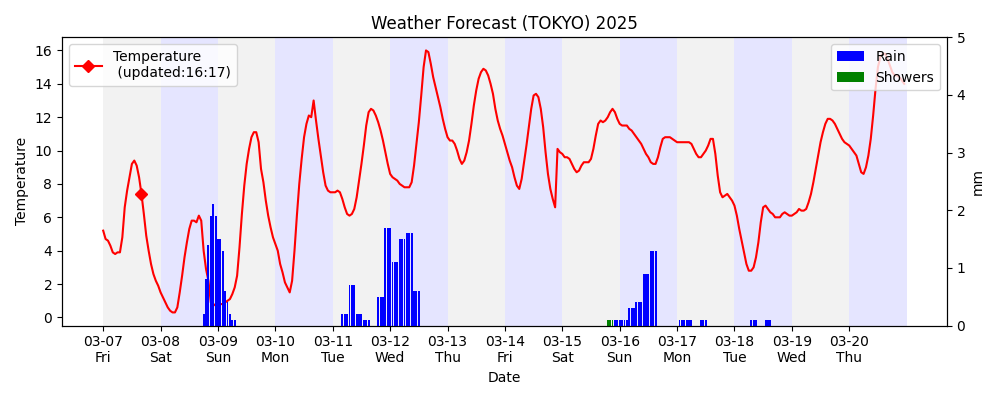 Weather Forecast (TOKYO) 2025
Temperature
(updated:16:17)
Rain
Showers
Temperature
16
14
12
10
8
6
4
2
0
5
4
3
2
1
0
mm
03-07 03-08 03-09 03-10 03-11 03-12 03-13 03-14 03-15 03-16 03-17 03-18 03-19 03-20
Fri Sat Sun Mon Tue Wed Thu Fri Sat Sun Mon Tue Wed Thu
Date